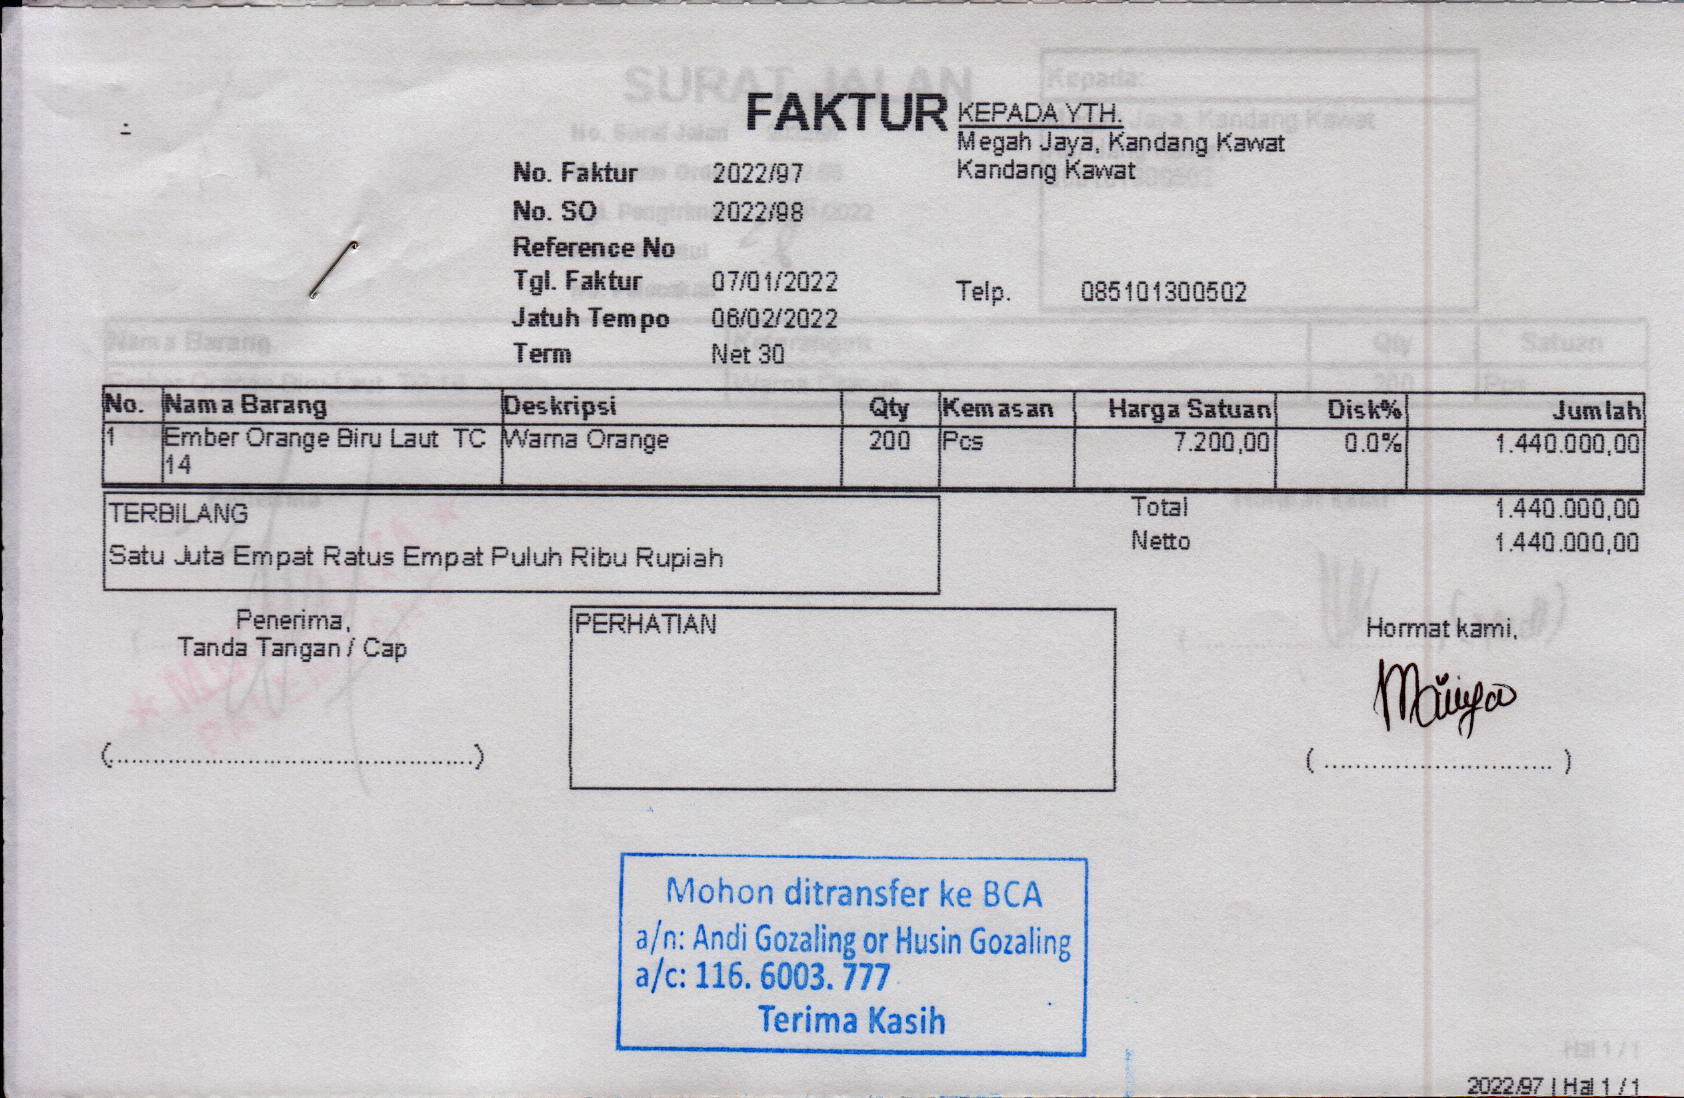 FAKTUR
KEPADA YTH.
Megah Jaya, Kandang Kawat
Kandang Kawat
No. Faktur 2022/97
No. SO 2022/98
Reference No
Tgl. Faktur 07/01/2022
Telp. 085101300502
Jatuh Tempo 06/02/2022
Term Net 30
No. Nama Barang Deskripsi Qty Kemasan Harga Satuan Disk% Jumlah
1 Ember Orange Biru Laut TC Warna Orange 200 Pcs 7.200,00 0.0% 1.440.000,00
14
TERBILANG
Satu Juta Empat Ratus Empat Puluh Ribu Rupiah
Total 1.440.000,00
Netto 1.440.000,00
Penerima,
Tanda Tangan / Cap
(...............................................)
PERHATIAN
Hormat kami,
( ............................. )
Mohon ditransfer ke BCA
a/n: Andi Gozaling or Husin Gozaling
a/c: 116. 6003. 777
Terima Kasih
2022/97 | Hal 1 / 1